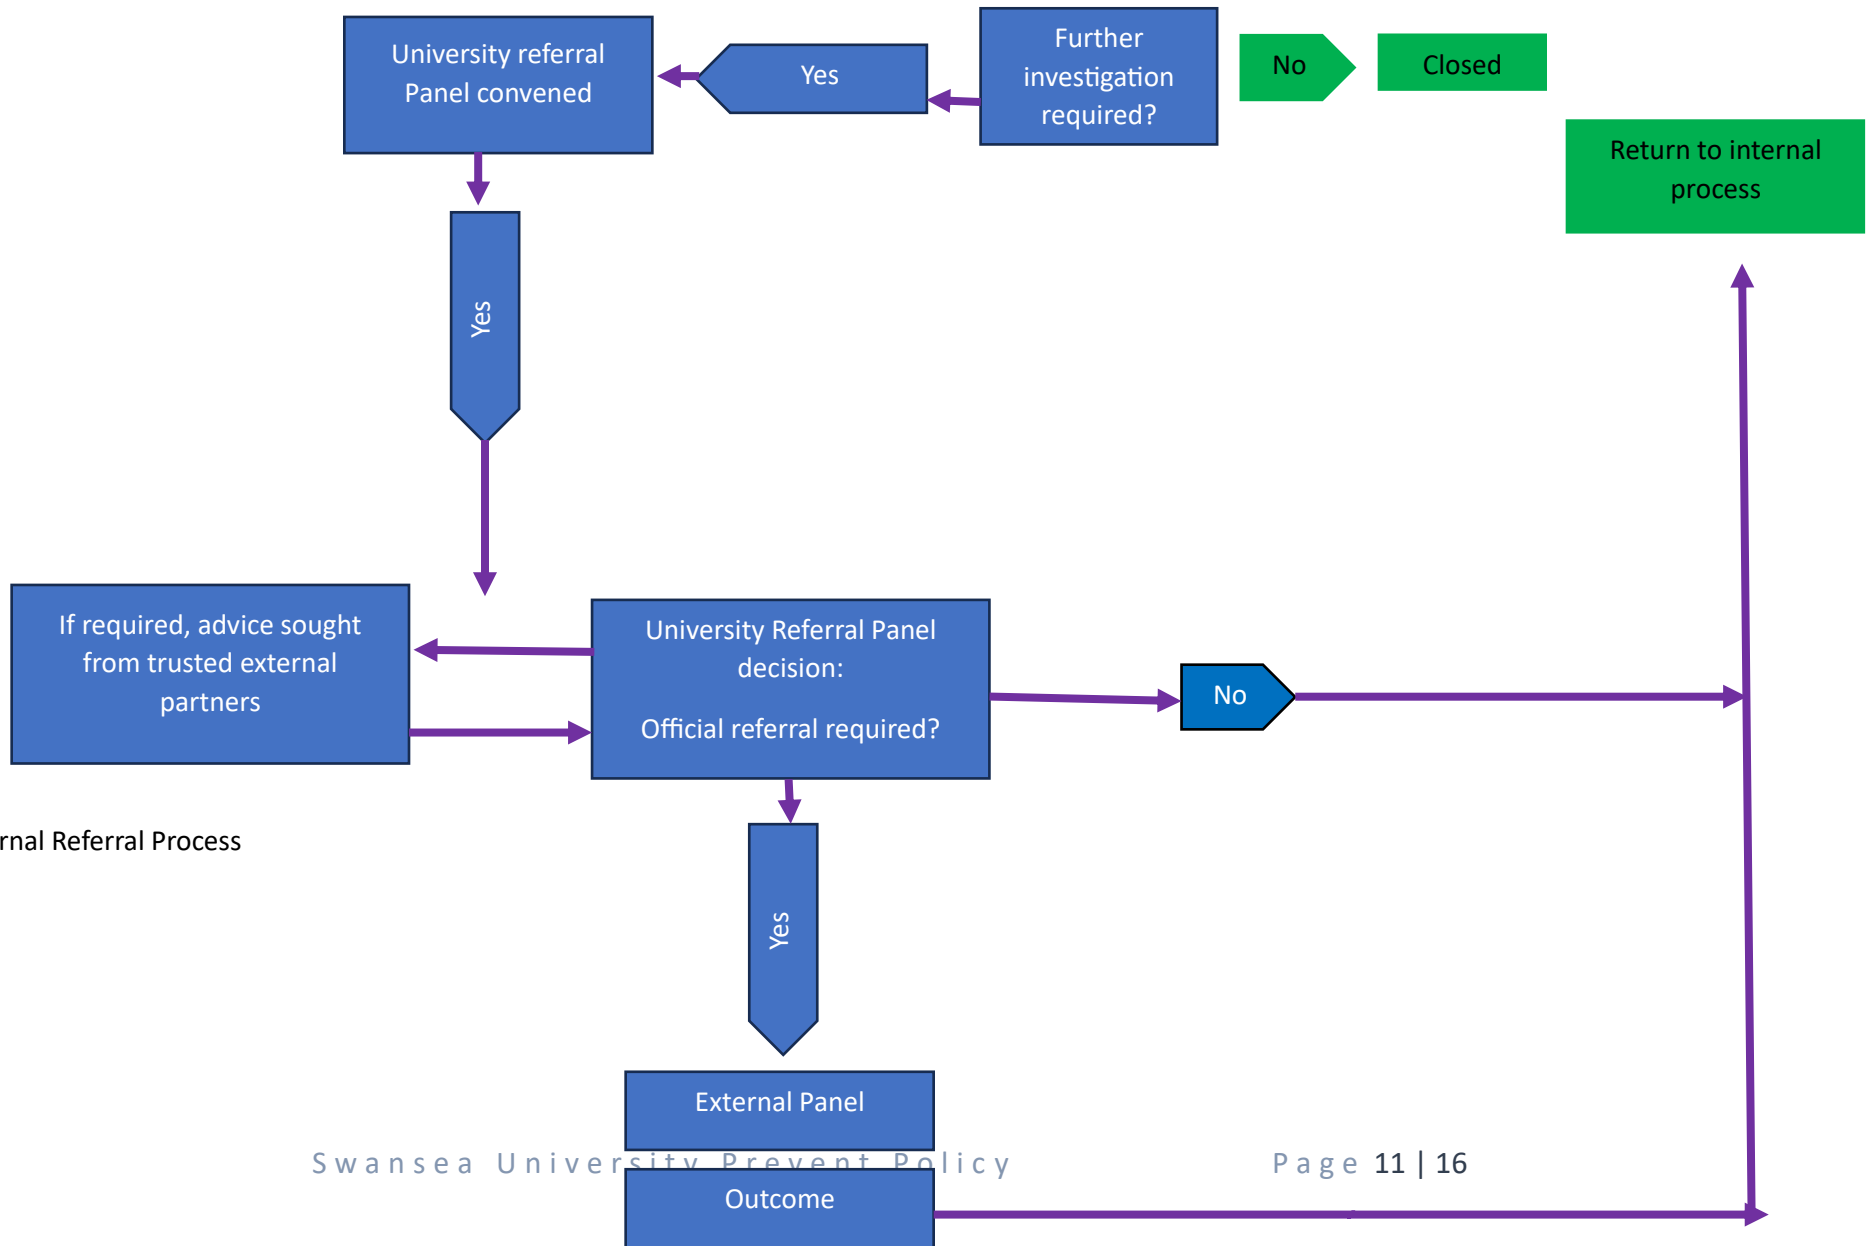 University referral
Panel convened
Yes
Further
investigation
required?
No
Closed
Return to internal
process
Yes
If required, advice sought
from trusted external
partners
University Referral Panel
decision:
Official referral required?
No
rnal Referral Process
Yes
External Panel
Swansea University Prevent Policy Page 11 | 16
Outcome